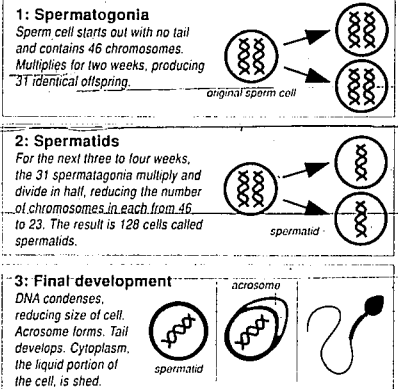 1: Spermatogonia
Sperm cell starts out with no tail
and contains 46 chromosomes.
Multiplies for two weeks, producing
31 identical offspring.
original sperm cell
2: Spermatids
For the next three to four weeks,
the 31 spermatagonia multiply and
divide in half, reducing the number
of chromosomes in each from 46
to 23. The result is 128 cells called
spermatids.
spermatid
3: Final development
DNA condenses,
reducing size of cell.
Acrosome forms. Tail
develops. Cytoplasm,
the liquid portion of
the cell, is shed.
spermatid
acrosome